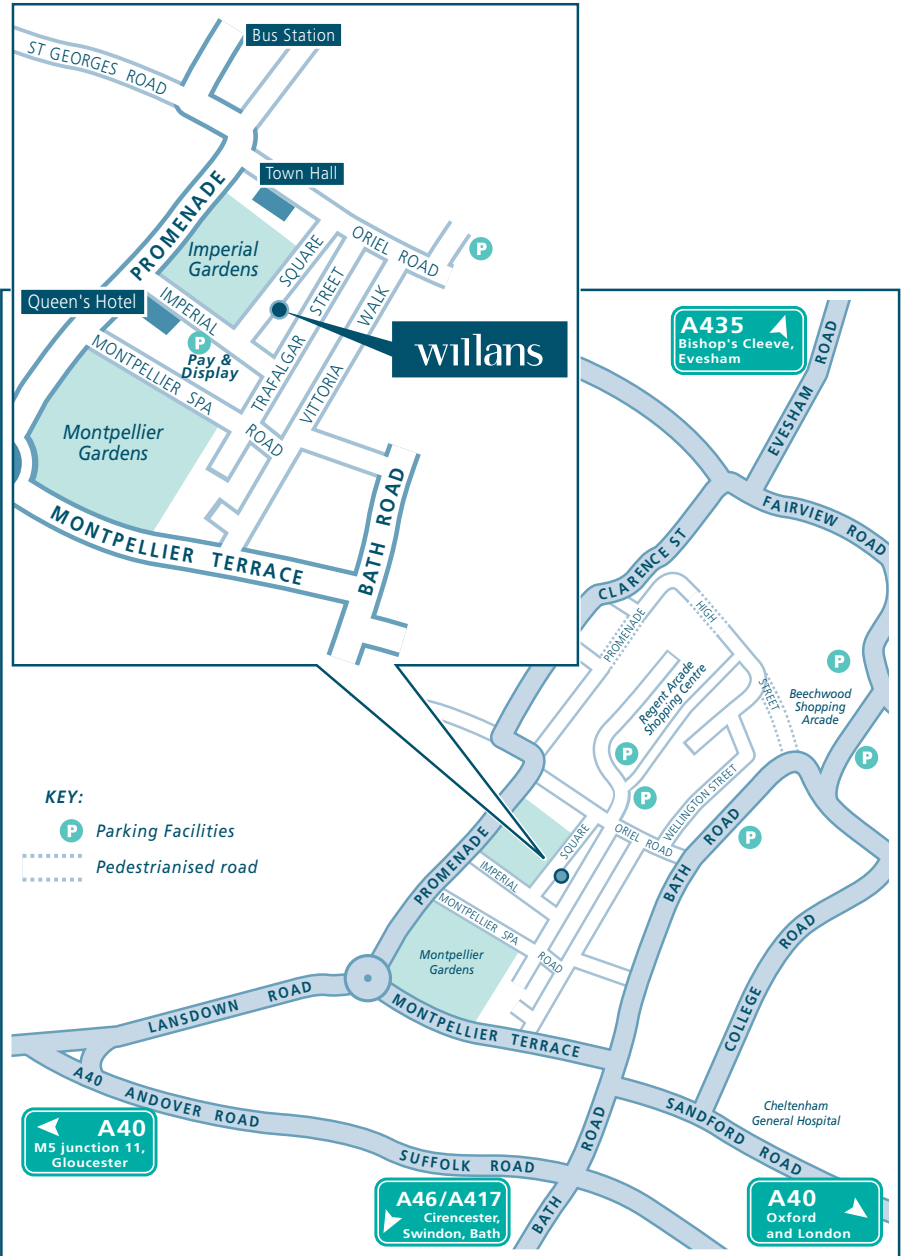 Bus Station
ST GEORGES ROAD
Town Hall
PROMENADE
Imperial
Gardens
SQUARE
ORIEL ROAD
P
Queen's Hotel
IMPERIAL
STREET
WALK
P
Pay &
Display
willans
MONTPELLIER SPA
TRAFALGAR
VITTORIA
ROAD
Montpellier
Gardens
BATH ROAD
MONTPELLIER TERRACE
A435
Bishop's Cleeve,
Evesham
EVESHAM ROAD
FAIRVIEW ROAD
CLARENCE ST
PROMENADE
HIGH
STREET
P
Beechwood
Shopping
Arcade
Regent Arcade
Shopping Centre
P
P
P
P
WELLINGTON STREET
KEY:
P Parking Facilities
Pedestrianised road
PROMENADE
SQUARE
ORIEL ROAD
BATH ROAD
IMPERIAL
MONTPELLIER SPA
ROAD
Montpellier
Gardens
COLLEGE ROAD
LANSDOWN ROAD
MONTPELLIER TERRACE
A40 ANDOVER ROAD
SANDFORD ROAD
Cheltenham
General Hospital
A40
M5 junction 11,
Gloucester
SUFFOLK ROAD
BATH ROAD
A46/A417
Cirencester,
Swindon, Bath
A40
Oxford
and London